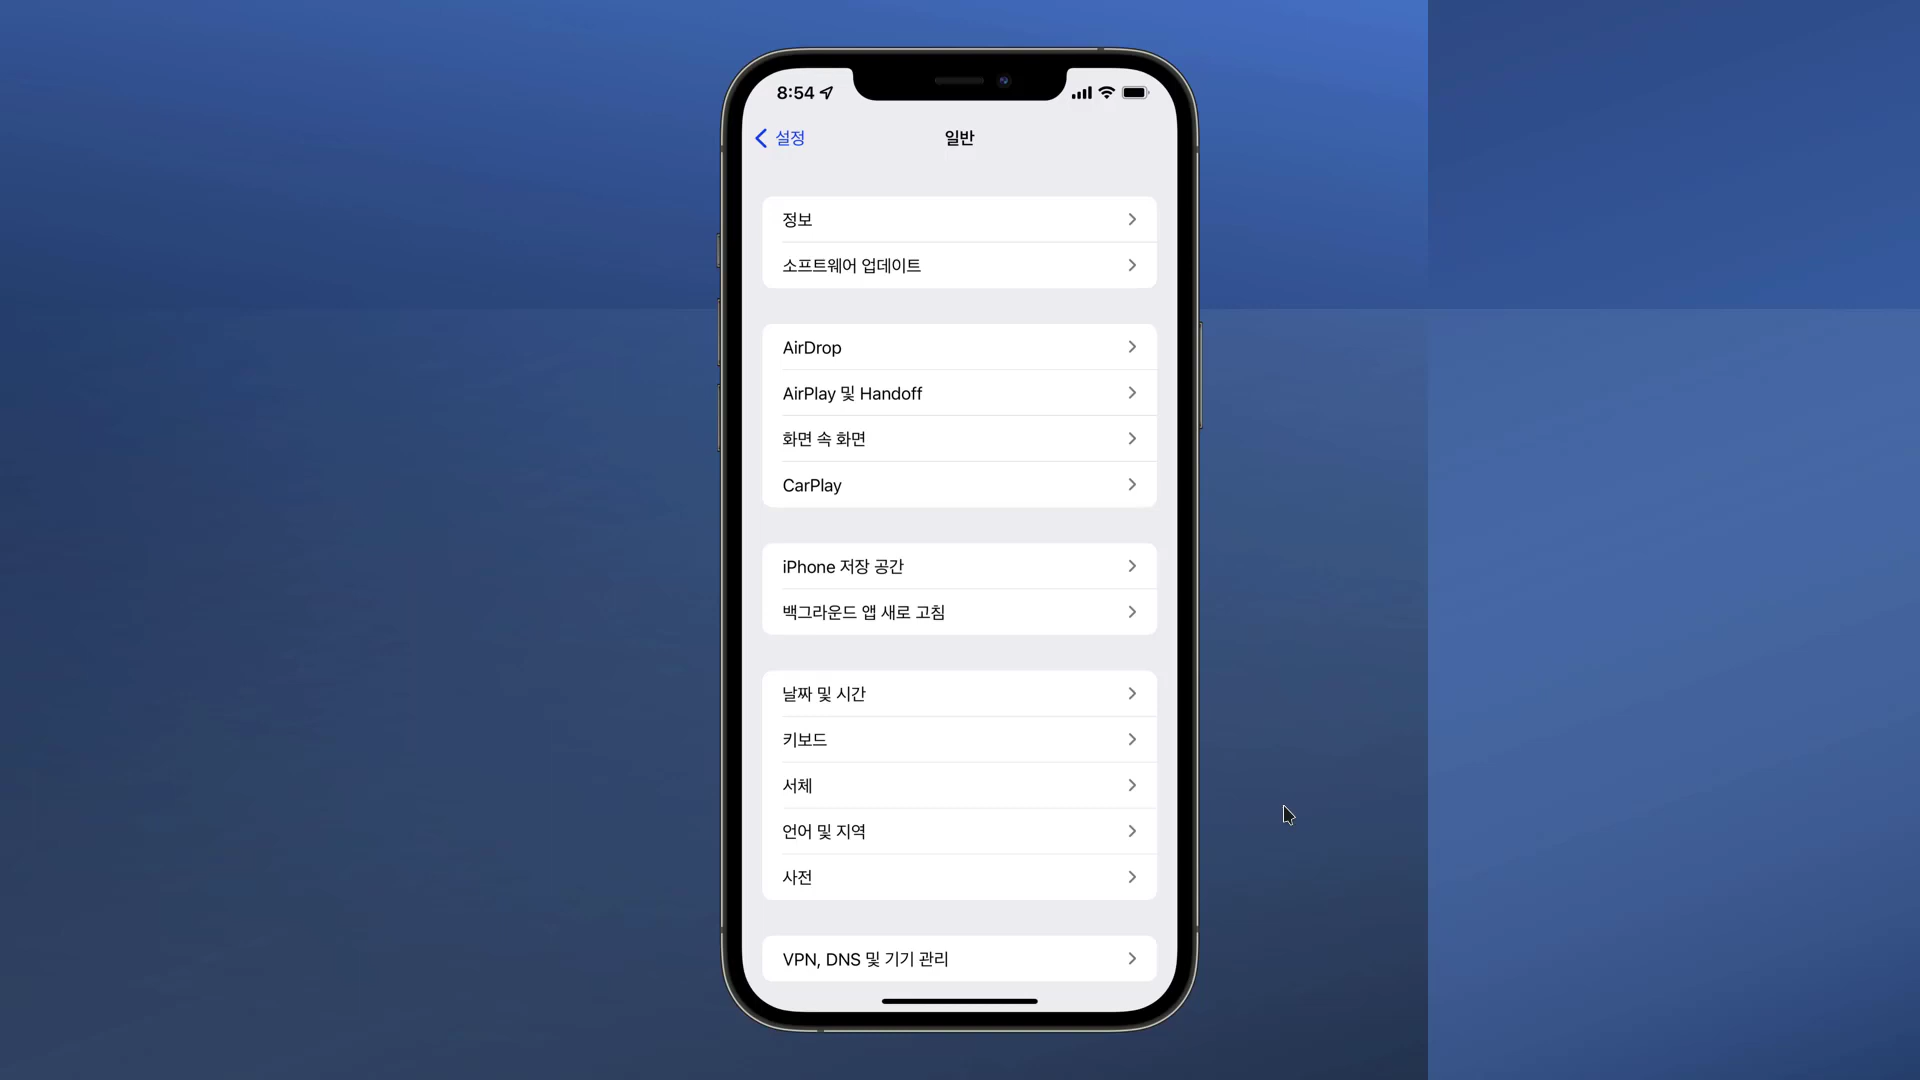 8:54
설정
일반
정보
소프트웨어 업데이트
AirDrop
AirPlay 및 Handoff
화면 속 화면
CarPlay
iPhone 저장 공간
백그라운드 앱 새로 고침
날짜 및 시간
키보드
서체
언어 및 지역
사전
VPN, DNS 및 기기 관리